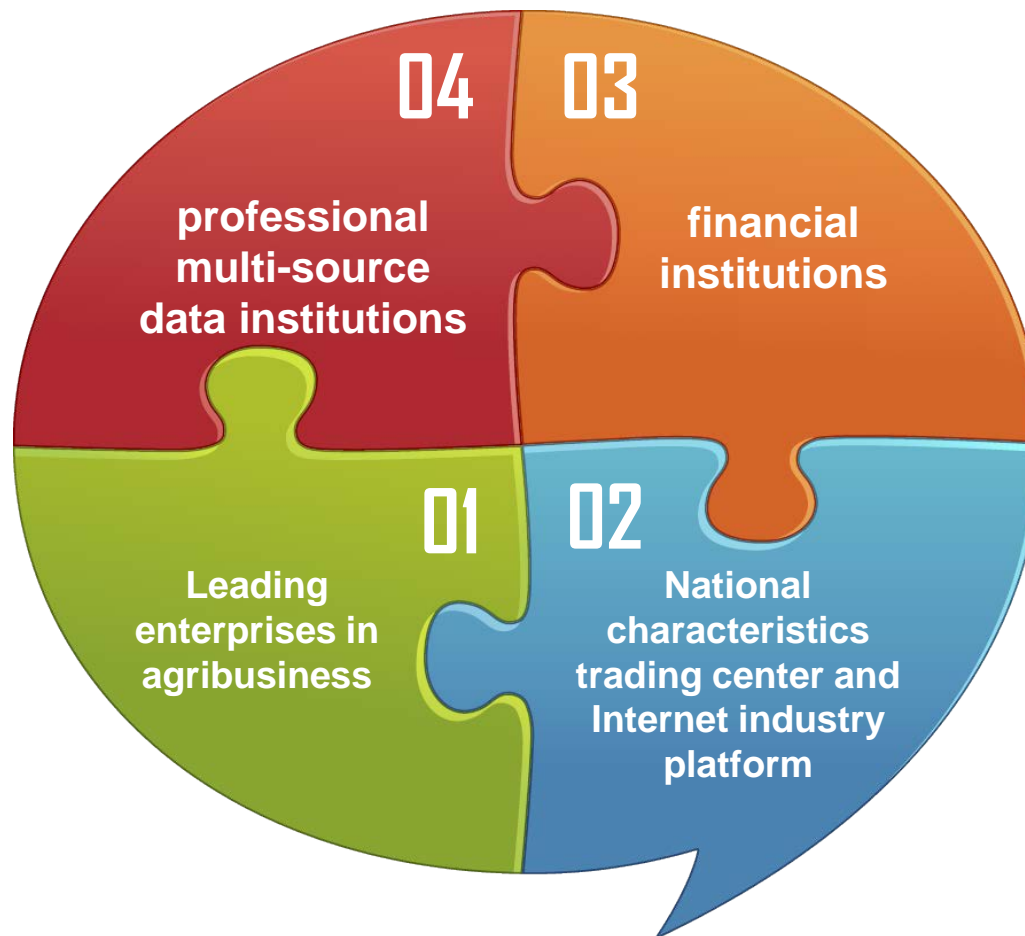 04
professional
multi-source
data institutions
03
financial
institutions
01
Leading
enterprises in
agribusiness
02
National
characteristics
trading center and
Internet industry
platform